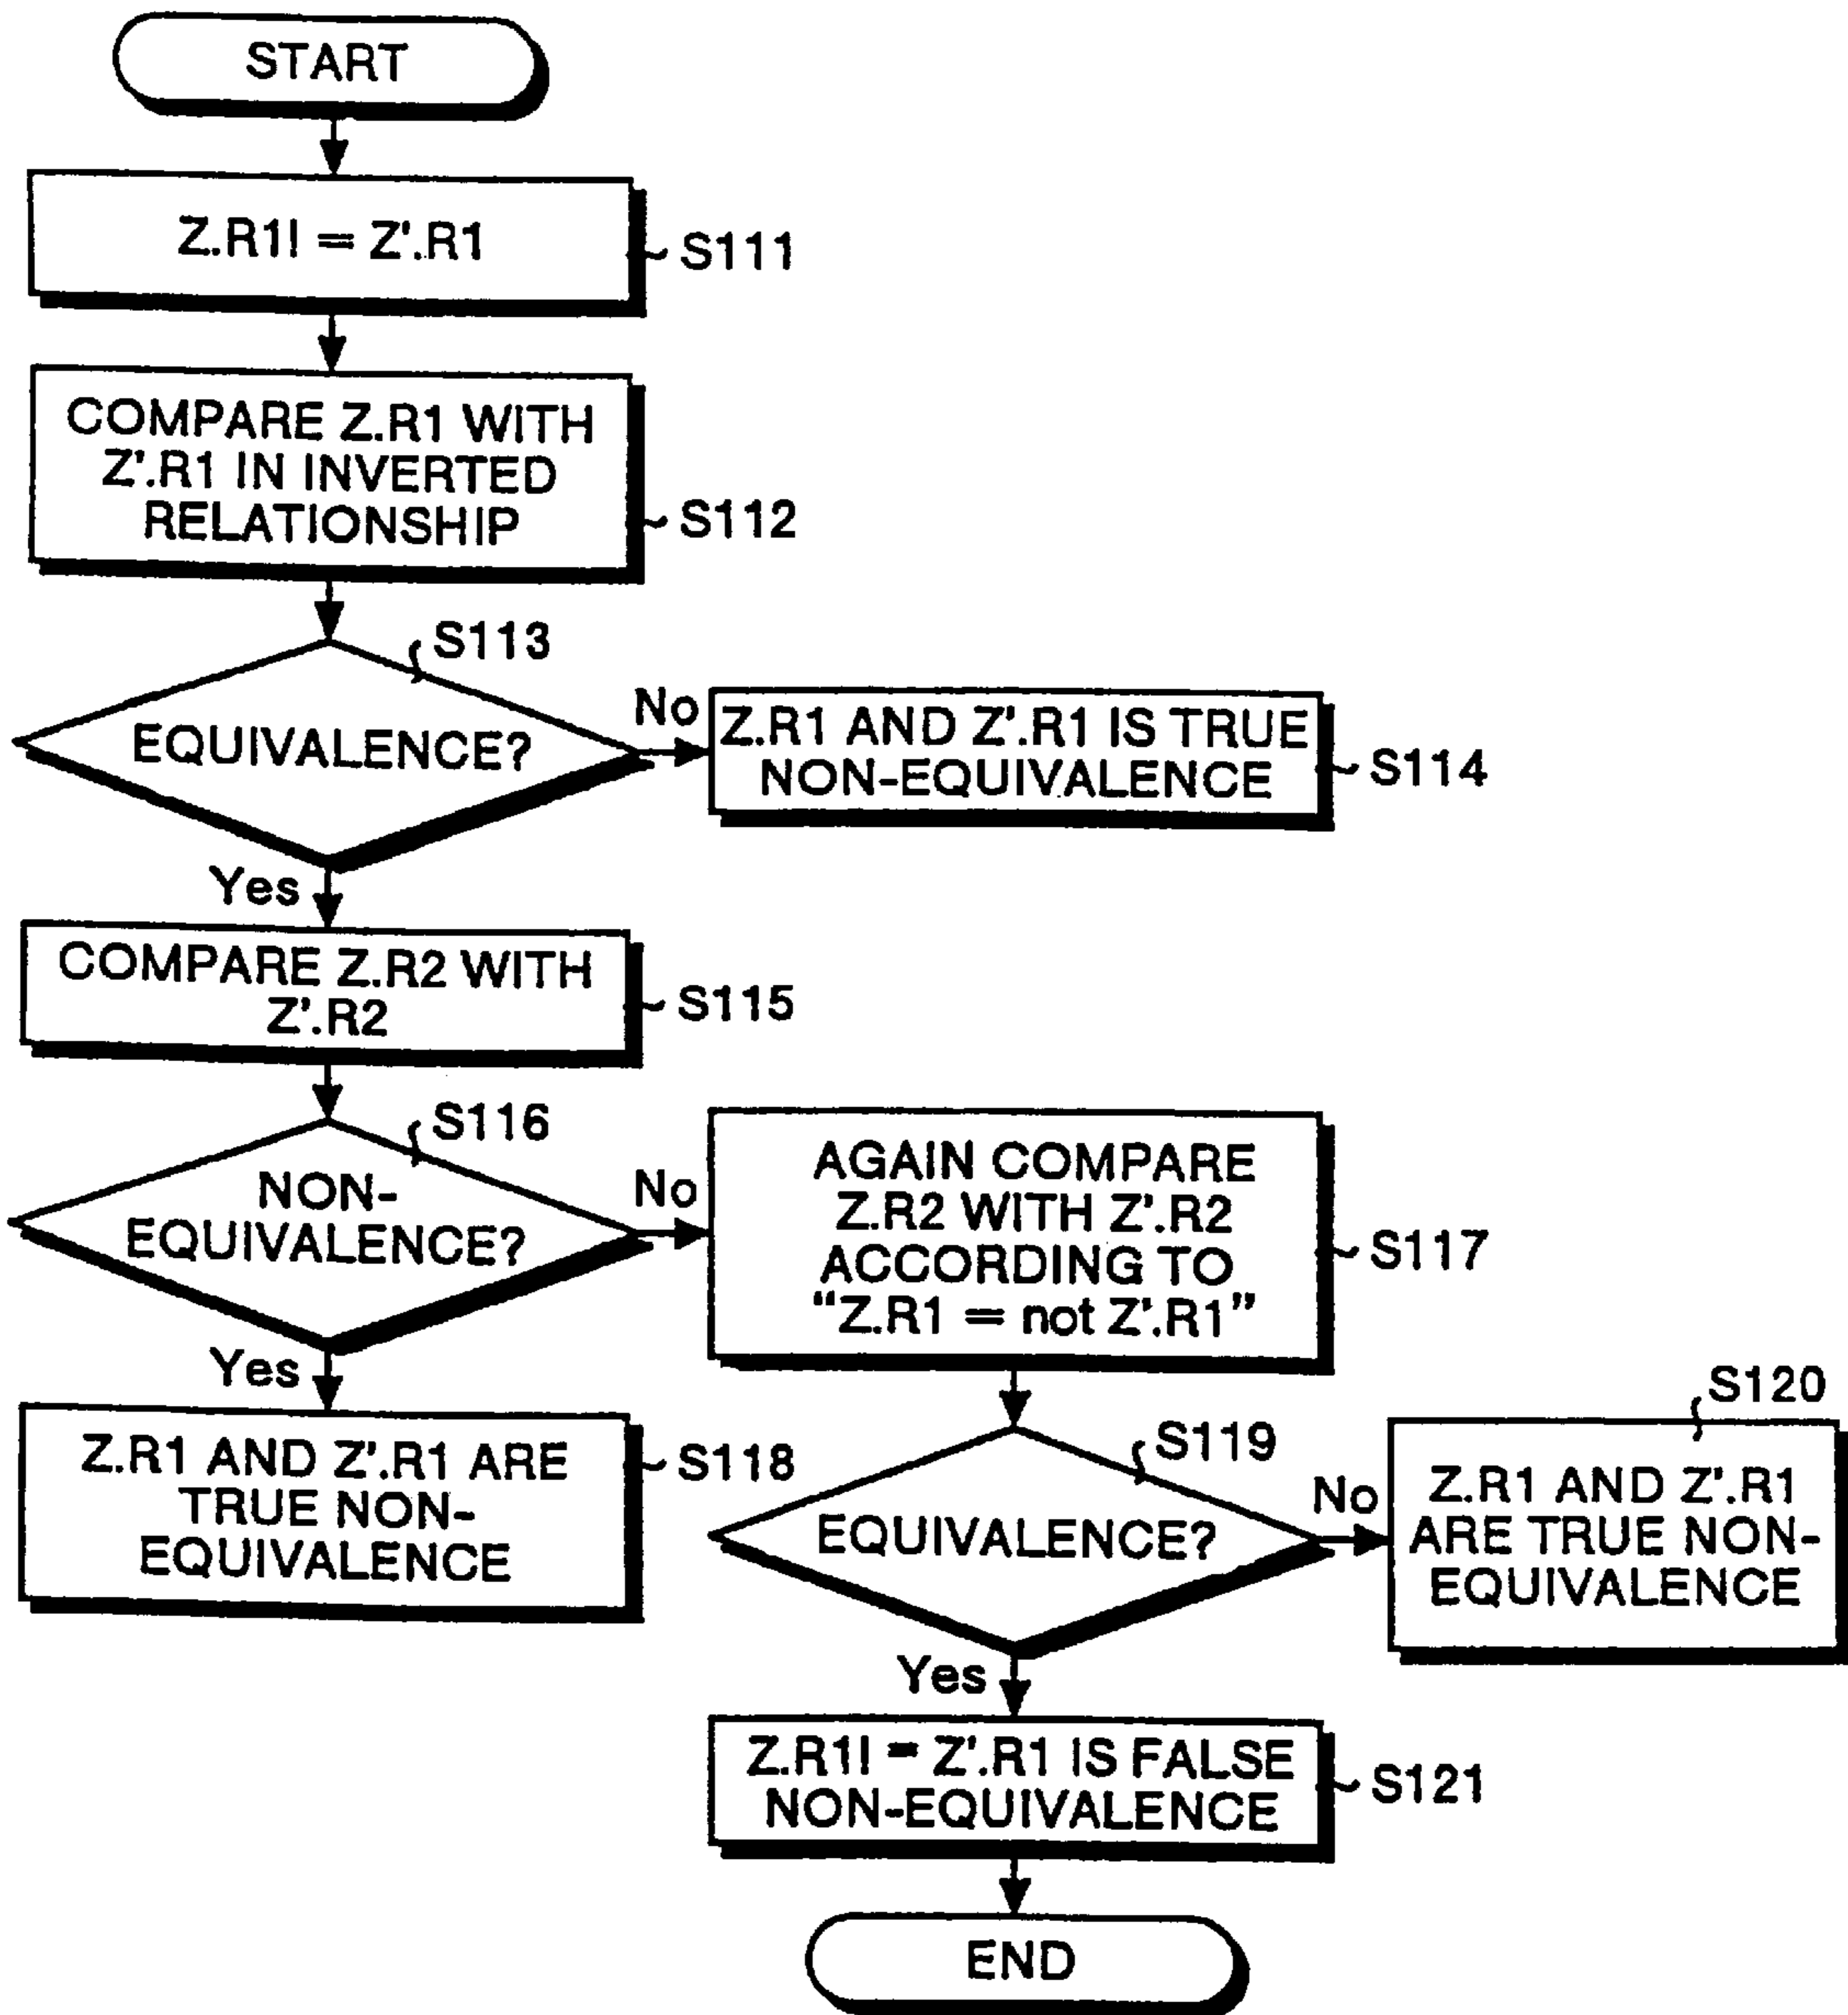 START
Z.R1! = Z'.R1
S111
COMPARE Z.R1 WITH
Z'.R1 IN INVERTED
RELATIONSHIP
S112
S113
EQUIVALENCE?
No
Z.R1 AND Z'.R1 IS TRUE
NON-EQUIVALENCE
S114
Yes
COMPARE Z.R2 WITH
Z'.R2
S115
S116
NON-
EQUIVALENCE?
No
AGAIN COMPARE
Z.R2 WITH Z'.R2
ACCORDING TO
“Z.R1 = not Z'.R1”
S117
Yes
Z.R1 AND Z'.R1 ARE
TRUE NON-
EQUIVALENCE
S118
S119
EQUIVALENCE?
No
S120
Z.R1 AND Z'.R1
ARE TRUE NON-
EQUIVALENCE
Yes
Z.R1! = Z'.R1 IS FALSE
NON-EQUIVALENCE
S121
END